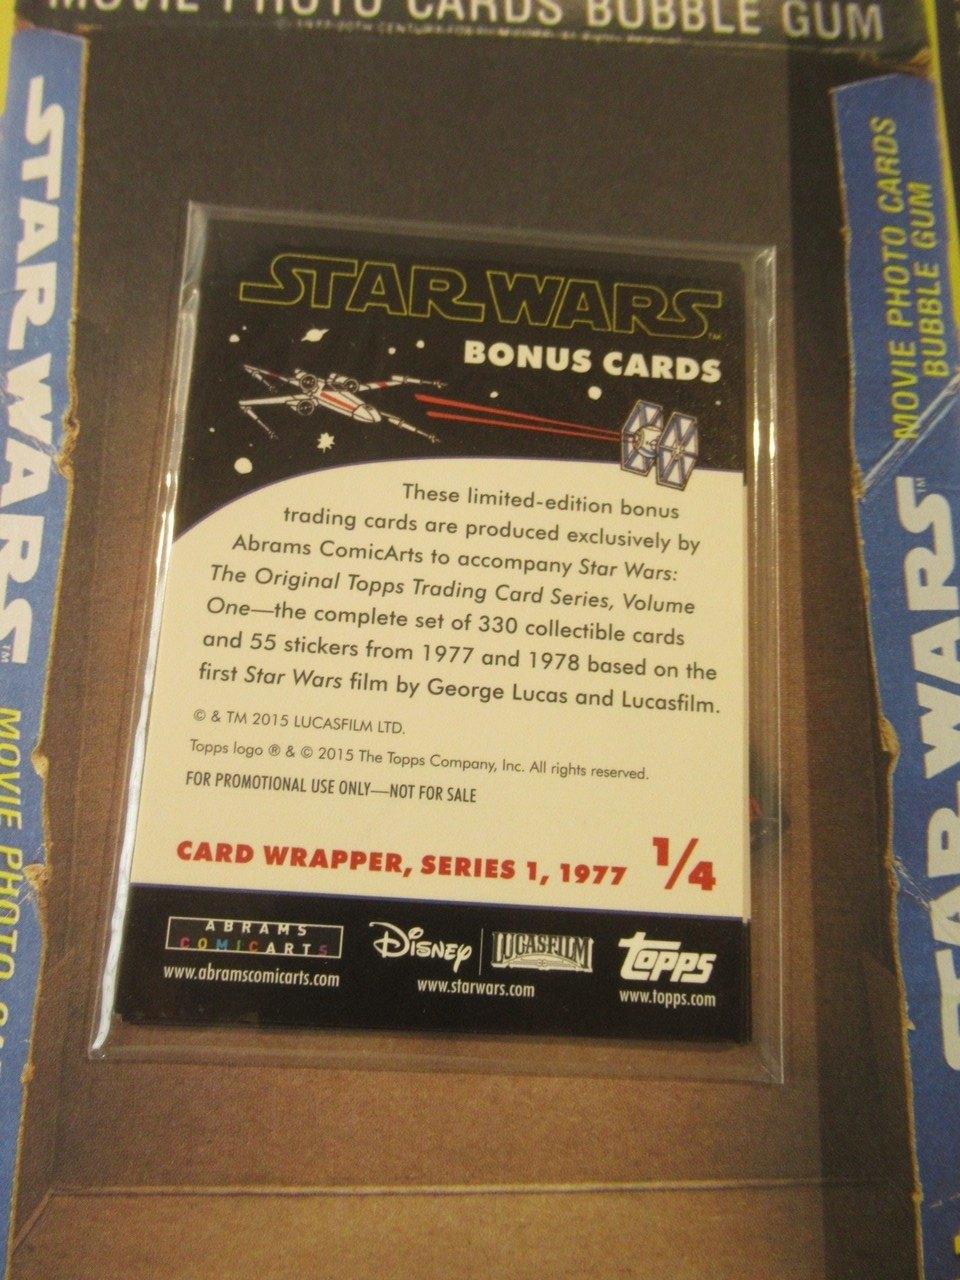 MOVIE PHOTO CARDS BUBBLE GUM
STAR WARS™
MOVIE PHOTO
STAR WARS™
BONUS CARDS
These limited-edition bonus
trading cards are produced exclusively by
Abrams ComicArts to accompany Star Wars:
The Original Topps Trading Card Series, Volume
One—the complete set of 330 collectible cards
and 55 stickers from 1977 and 1978 based on the
first Star Wars film by George Lucas and Lucasfilm.
© & TM 2015 LUCASFILM LTD.
Topps logo ® & © 2015 The Topps Company, Inc. All rights reserved.
FOR PROMOTIONAL USE ONLY—NOT FOR SALE
CARD WRAPPER, SERIES 1, 1977 1/4
ABRAMS
COMICARTS
www.abramscomicarts.com
DISNEY
LUCASFILM
www.starwars.com
topps
www.topps.com
MOVIE PHOTO CARDS
BUBBLE GUM
STAR WARS™